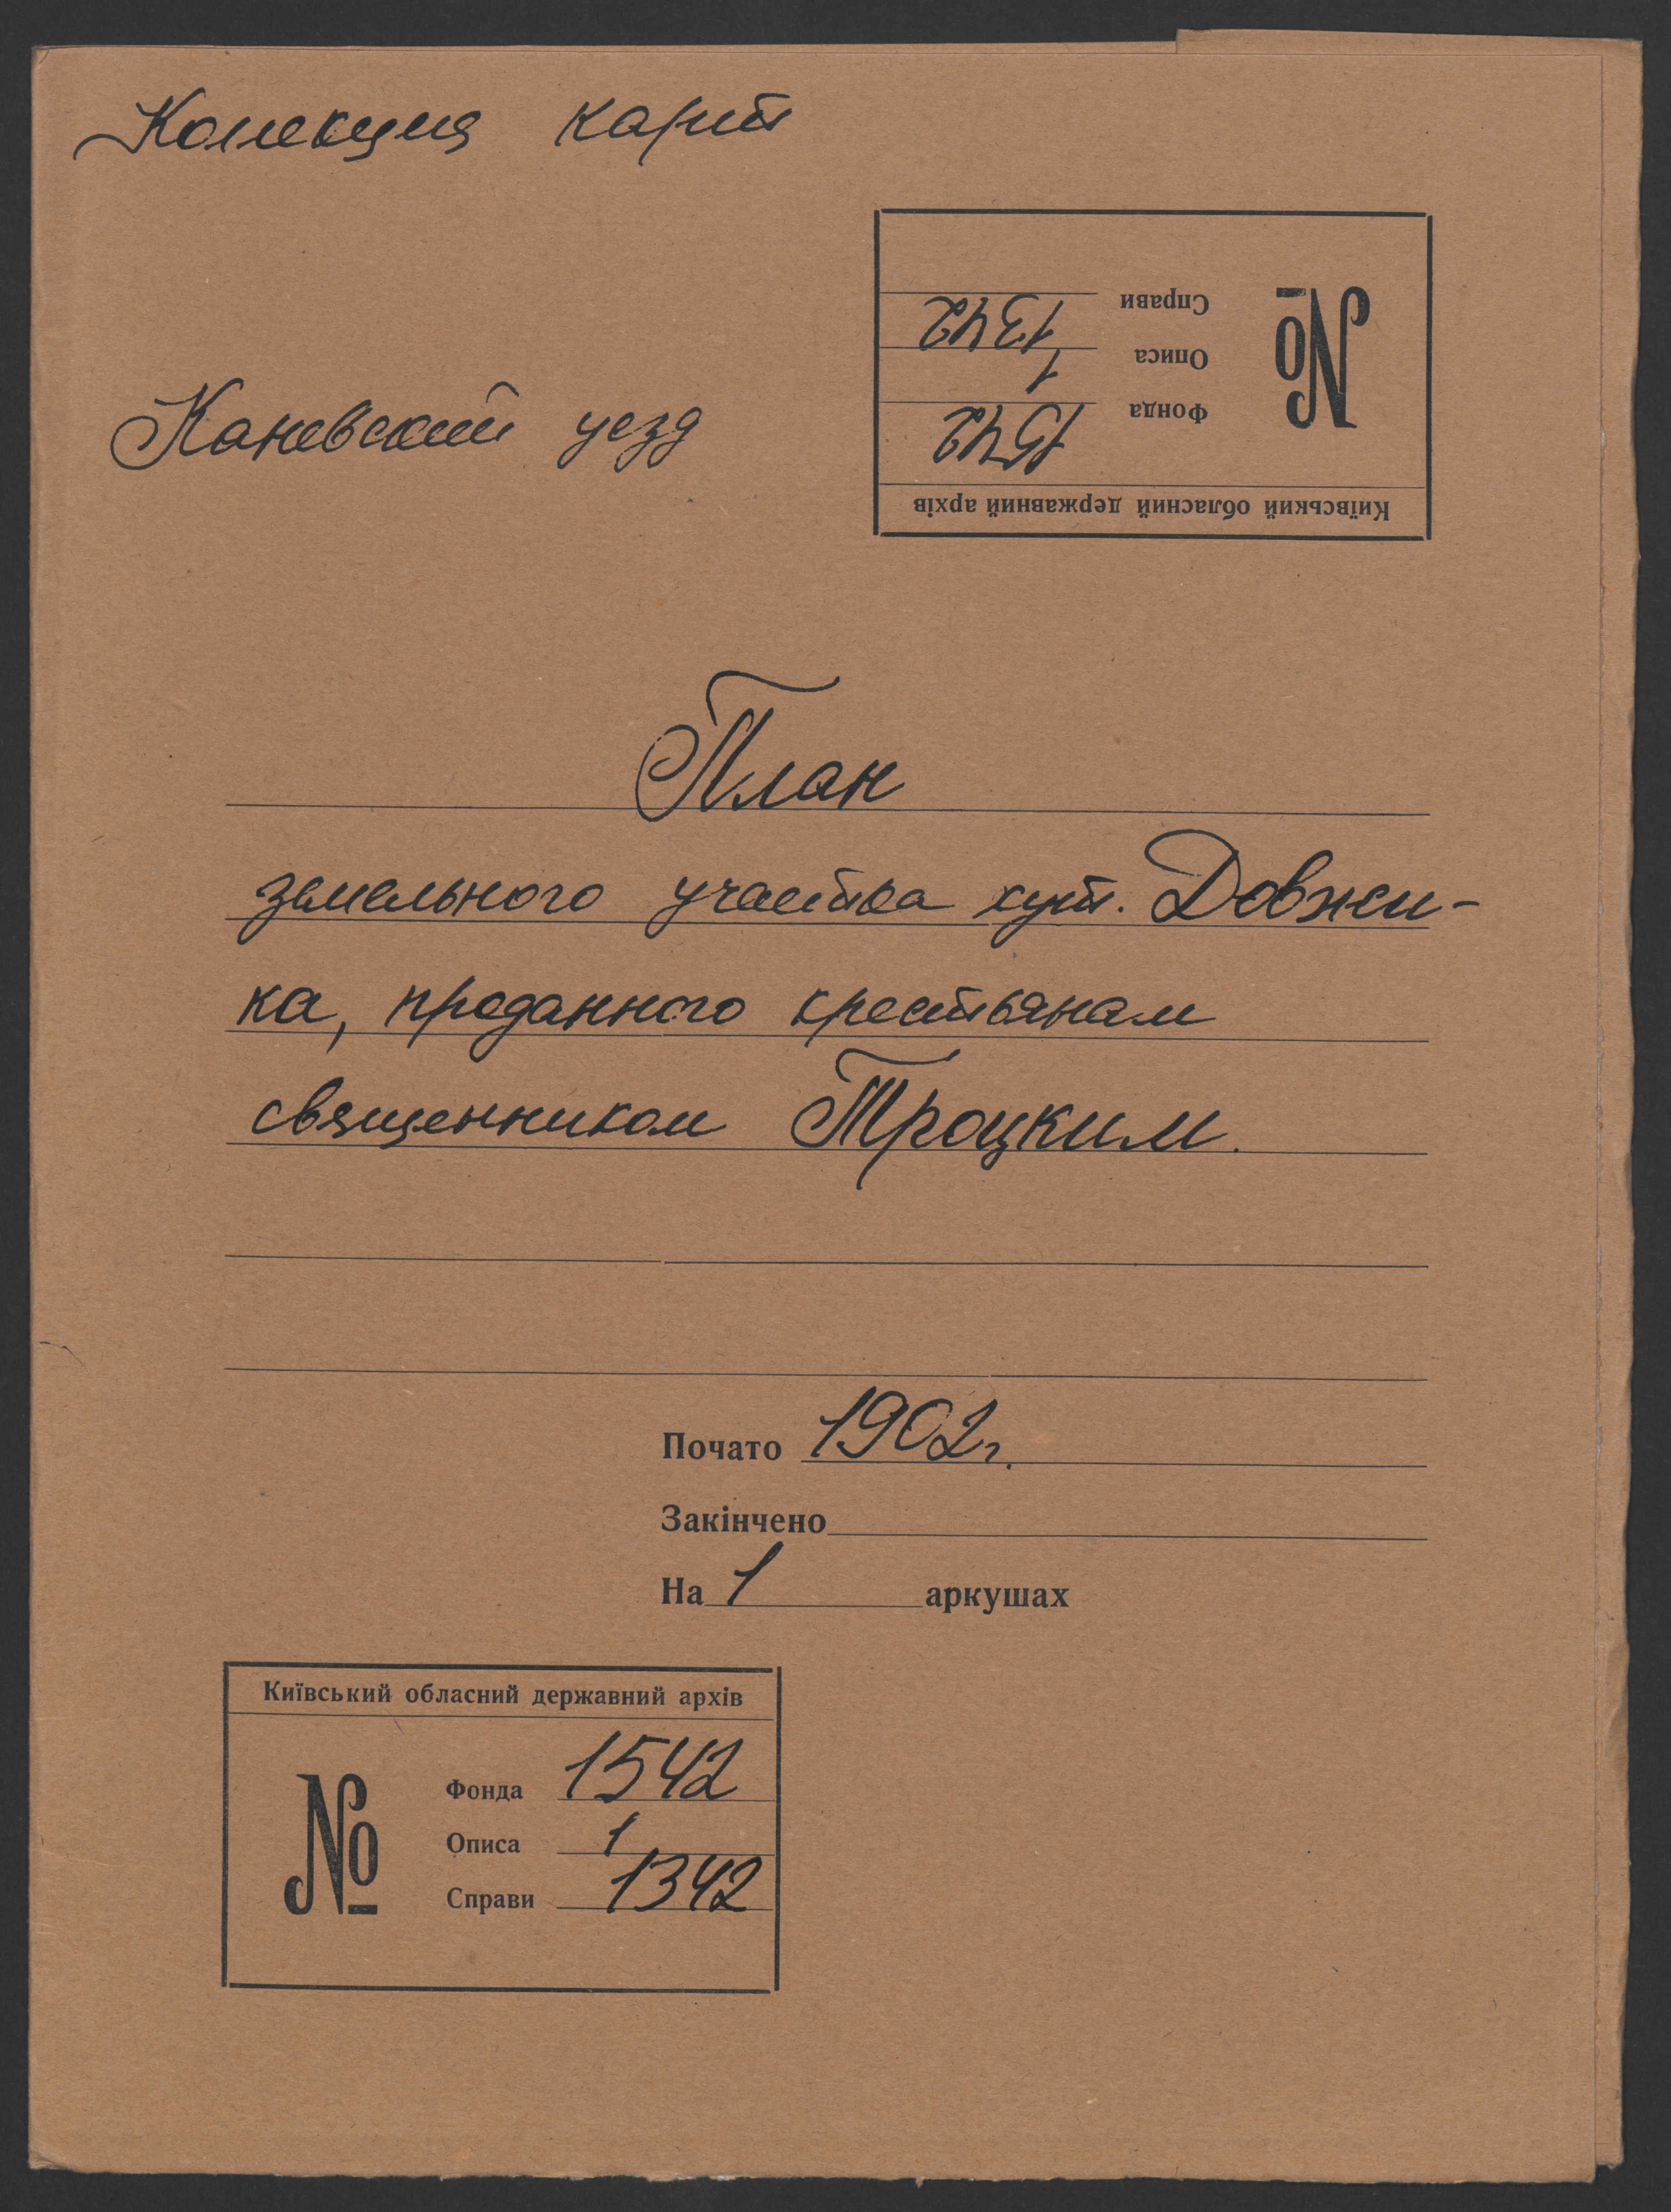 Колекция карт
Київський обласний державний архів
№
Фонда 1542
Описа 1
Справи 1342
Каневский уезд
План
земельного участка хут. Довжи-
ка, проданного крестьянам
священником Троцким.
Почато 1902г.
Закінчено
На 1 аркушах
Київський обласний державний архів
№
Фонда 1542
Описа 1
Справи 1342